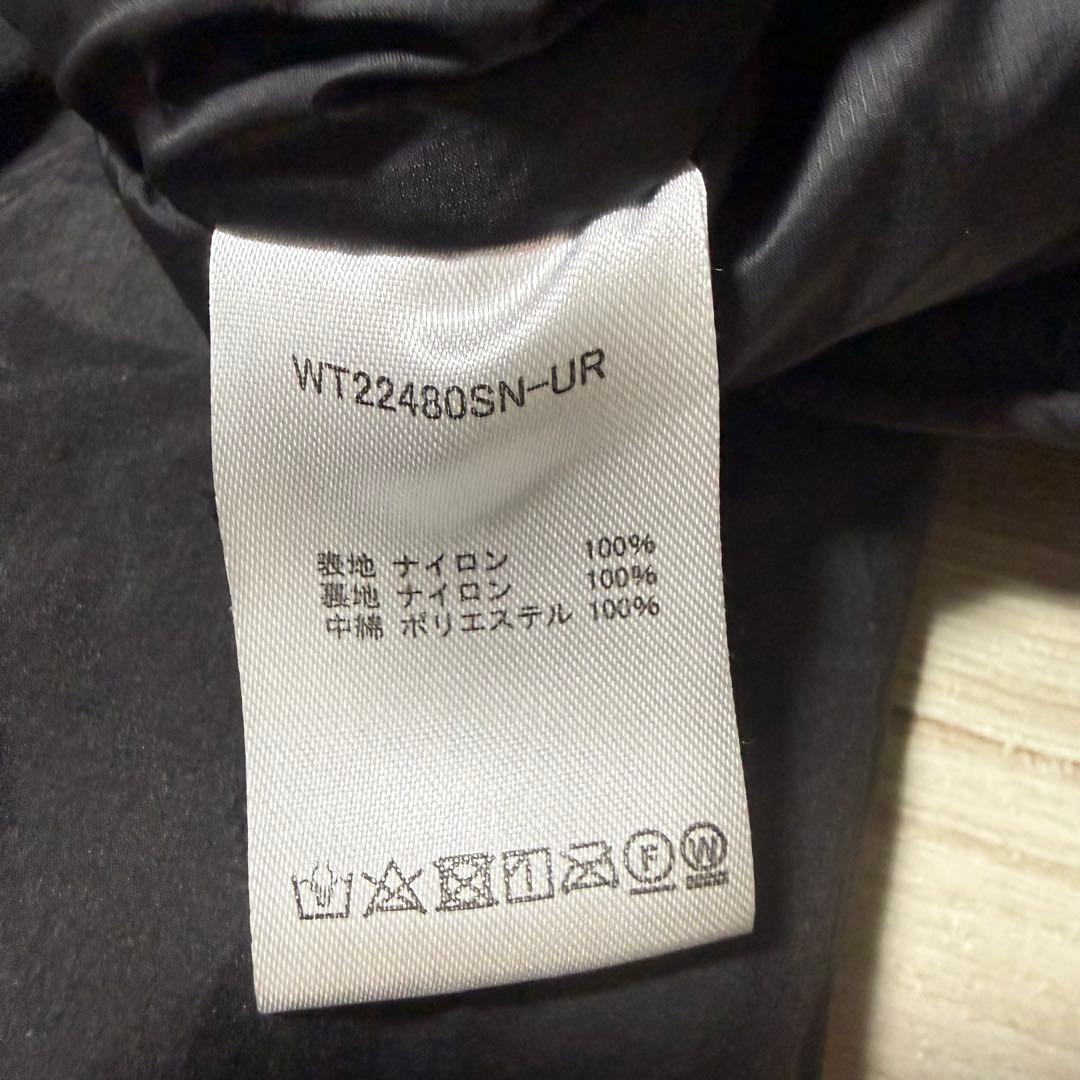 WT22480SN-UR
表地 ナイロン 100%
裏地 ナイロン 100%
中綿 ポリエステル 100%
F W